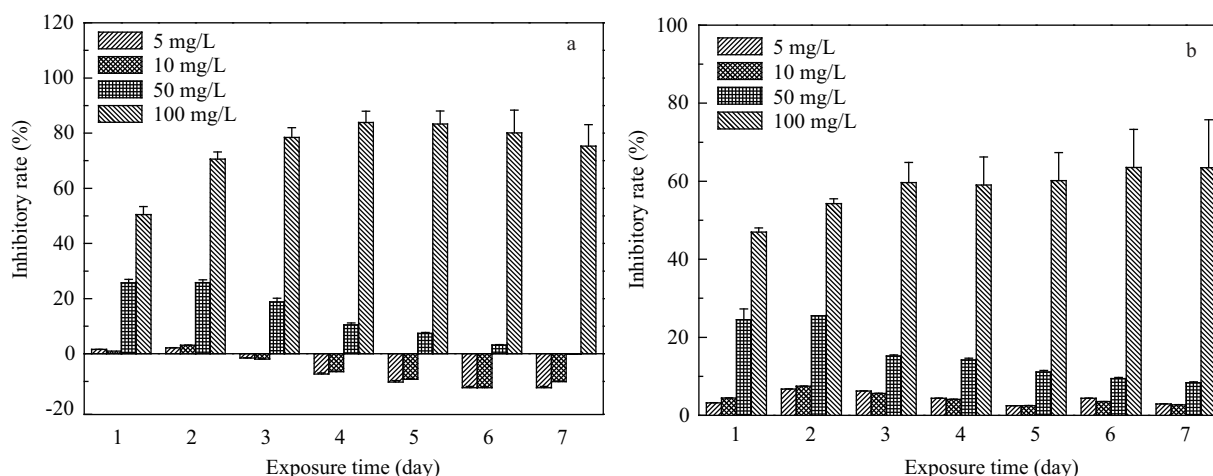 120
100
80
60
40
20
0
-20
Inhibitory rate (%)
5 mg/L
10 mg/L
50 mg/L
100 mg/L
a
1 2 3 4 5 6 7
Exposure time (day)
100
80
60
40
20
0
Inhibitory rate (%)
5 mg/L
10 mg/L
50 mg/L
100 mg/L
b
1 2 3 4 5 6 7
Exposure time (day)